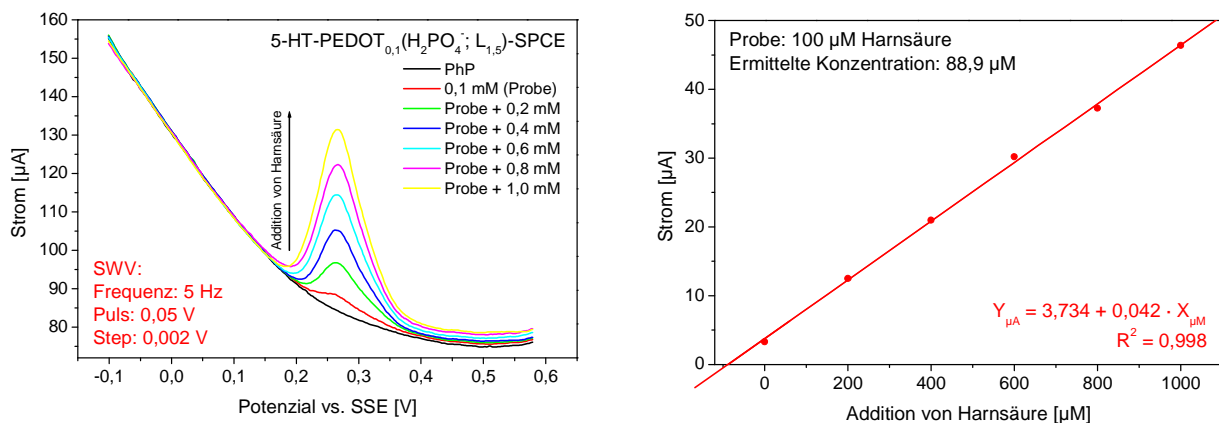 5-HT-PEDOT0,1(H2PO4-; L1,5)-SPCE
PhP
0,1 mM (Probe)
Probe + 0,2 mM
Probe + 0,4 mM
Probe + 0,6 mM
Probe + 0,8 mM
Probe + 1,0 mM
Addition von Harnsäure
SWV:
Frequenz: 5 Hz
Puls: 0,05 V
Step: 0,002 V
Strom [µA]
160
150
140
130
120
110
100
90
80
-0,1 0,0 0,1 0,2 0,3 0,4 0,5 0,6
Potenzial vs. SSE [V]
Probe: 100 µM Harnsäure
Ermittelte Konzentration: 88,9 µM
Strom [µA]
50
40
30
20
10
0
YµA = 3,734 + 0,042 · XµM
R2 = 0,998
0 200 400 600 800 1000
Addition von Harnsäure [µM]